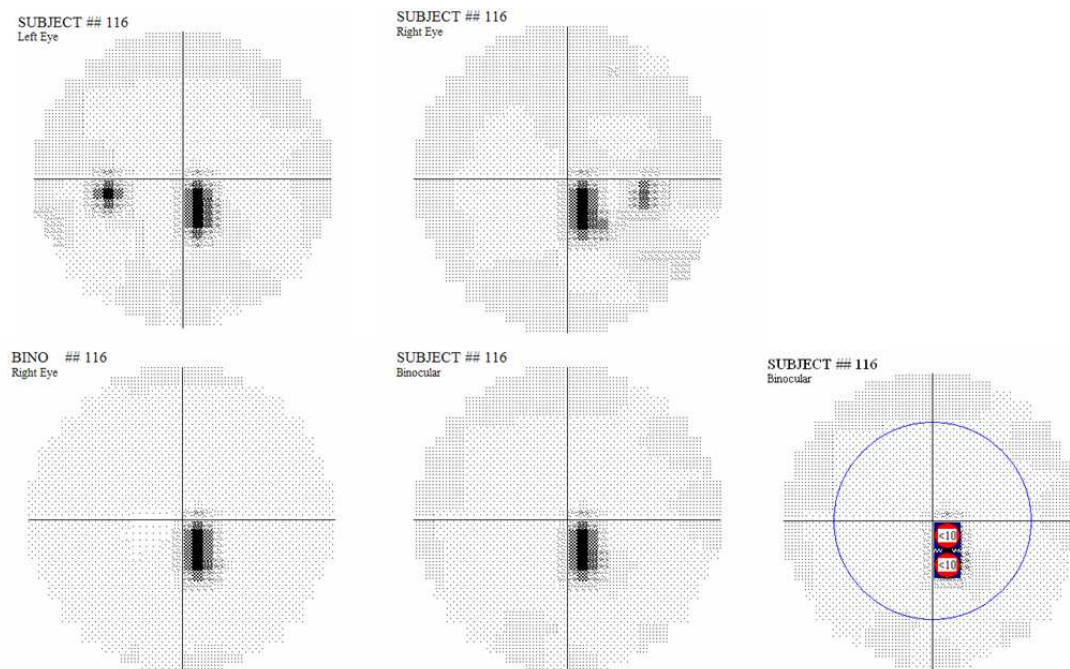 SUBJECT ## 116
Left Eye
SUBJECT ## 116
Right Eye
BINO ## 116
Right Eye
SUBJECT ## 116
Binocular
SUBJECT ## 116
Binocular
<10
<10